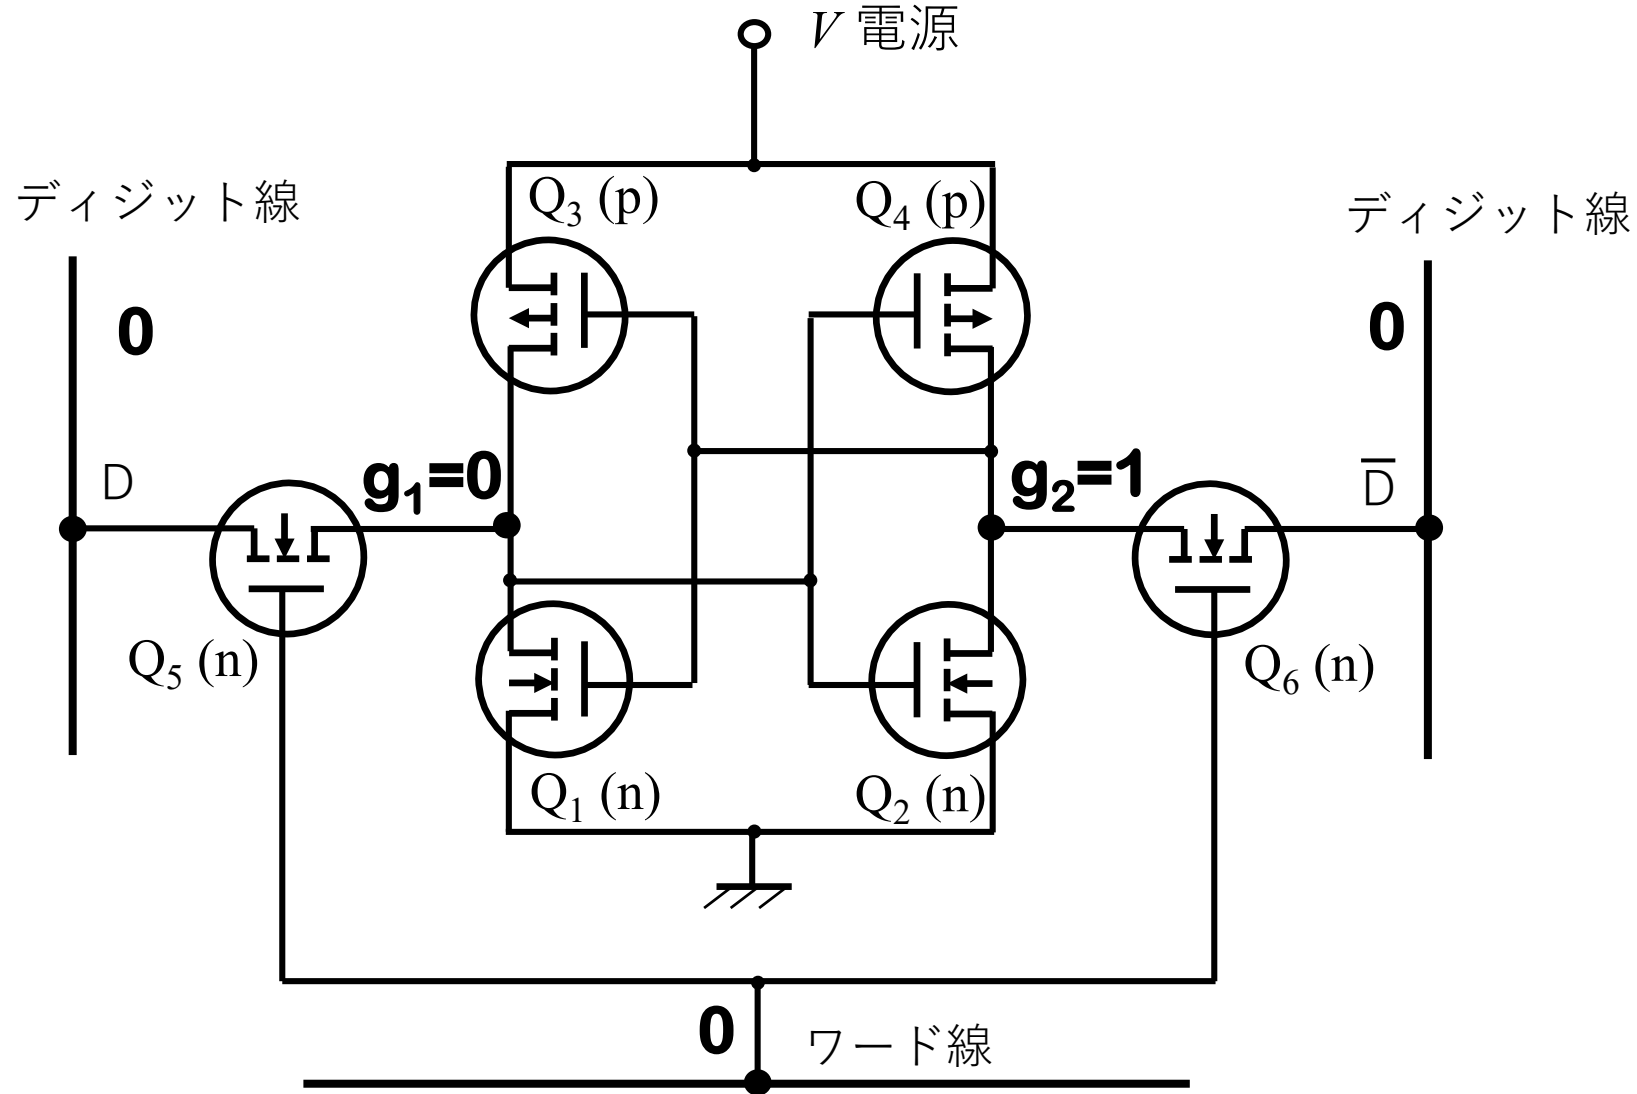 V 電源
ディジット線
Q3 (p)
Q4 (p)
ディジット線
0
0
D
g1=0
g2=1
D̅
Q5 (n)
Q6 (n)
Q1 (n)
Q2 (n)
0
ワード線